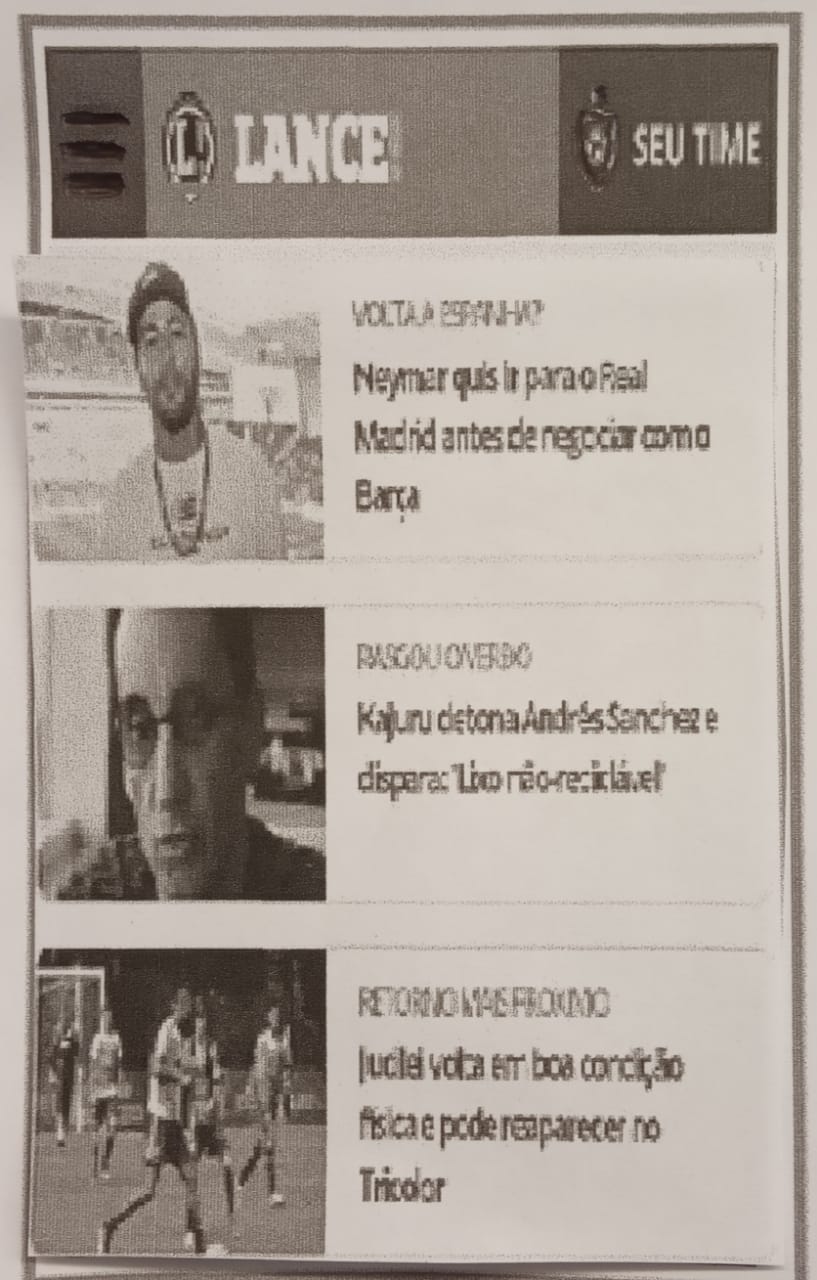 LANCE!
SEU TIME
VOLTA A ESPANHA?
Neymar quis ir para o Real
Madrid antes de negociar com o
Barça
RASGOU O VERBO
Kajuru detona Andrés Sanchez e
dispara: 'Lixo não-reciclável'
RETORNO MAIS PRÓXIMO
Jucilei volta em boa condição
física e pode reaparecer no
Tricolor